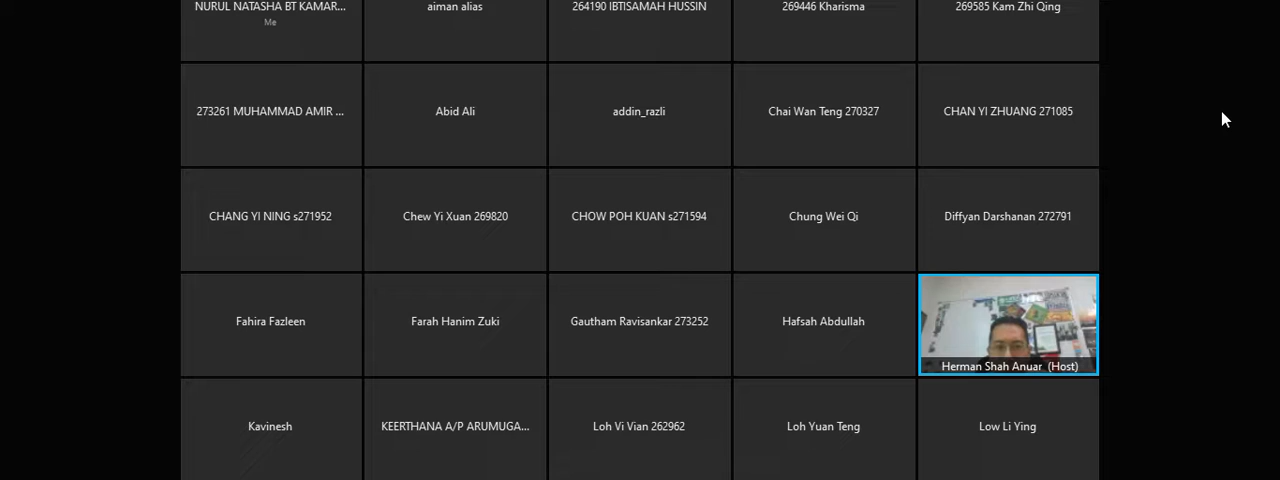 NURUL NATASHA BT KAMAR...
Me
aiman alias
264190 IBTISAMAH HUSSIN
269446 Kharisma
269585 Kam Zhi Qing
273261 MUHAMMAD AMIR ...
Abid Ali
addin_razli
Chai Wan Teng 270327
CHAN YI ZHUANG 271085
CHANG YI NING s271952
Chew Yi Xuan 269820
CHOW POH KUAN s271594
Chung Wei Qi
Diffyan Darshanan 272791
Fahira Fazleen
Farah Hanim Zuki
Gautham Ravisankar 273252
Hafsah Abdullah
Herman Shah Anuar (Host)
Kavinesh
KEERTHANA A/P ARUMUGA...
Loh Vi Vian 262962
Loh Yuan Teng
Low Li Ying